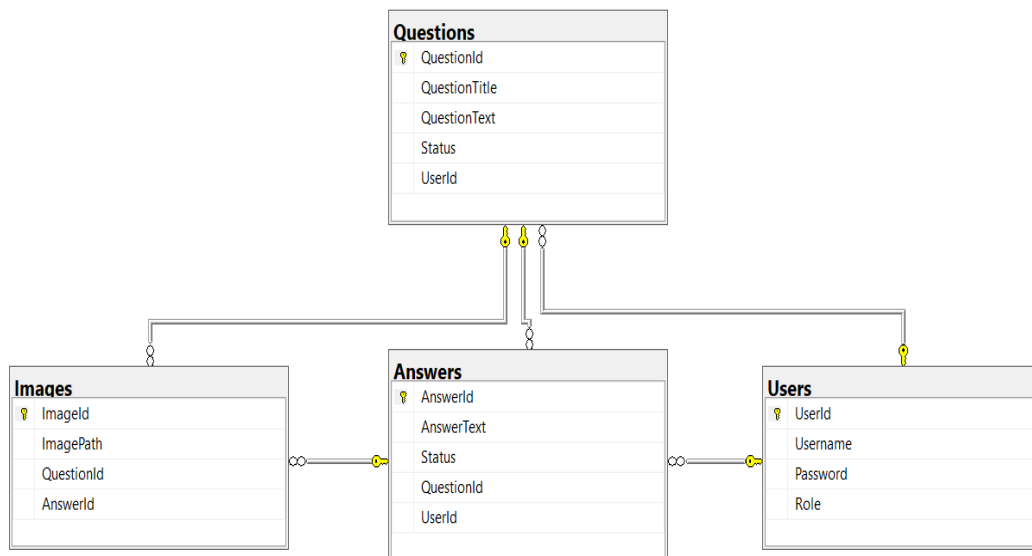 Questions
QuestionId
QuestionTitle
QuestionText
Status
UserId
Images
ImageId
ImagePath
QuestionId
AnswerId
Answers
AnswerId
AnswerText
Status
QuestionId
UserId
Users
UserId
Username
Password
Role